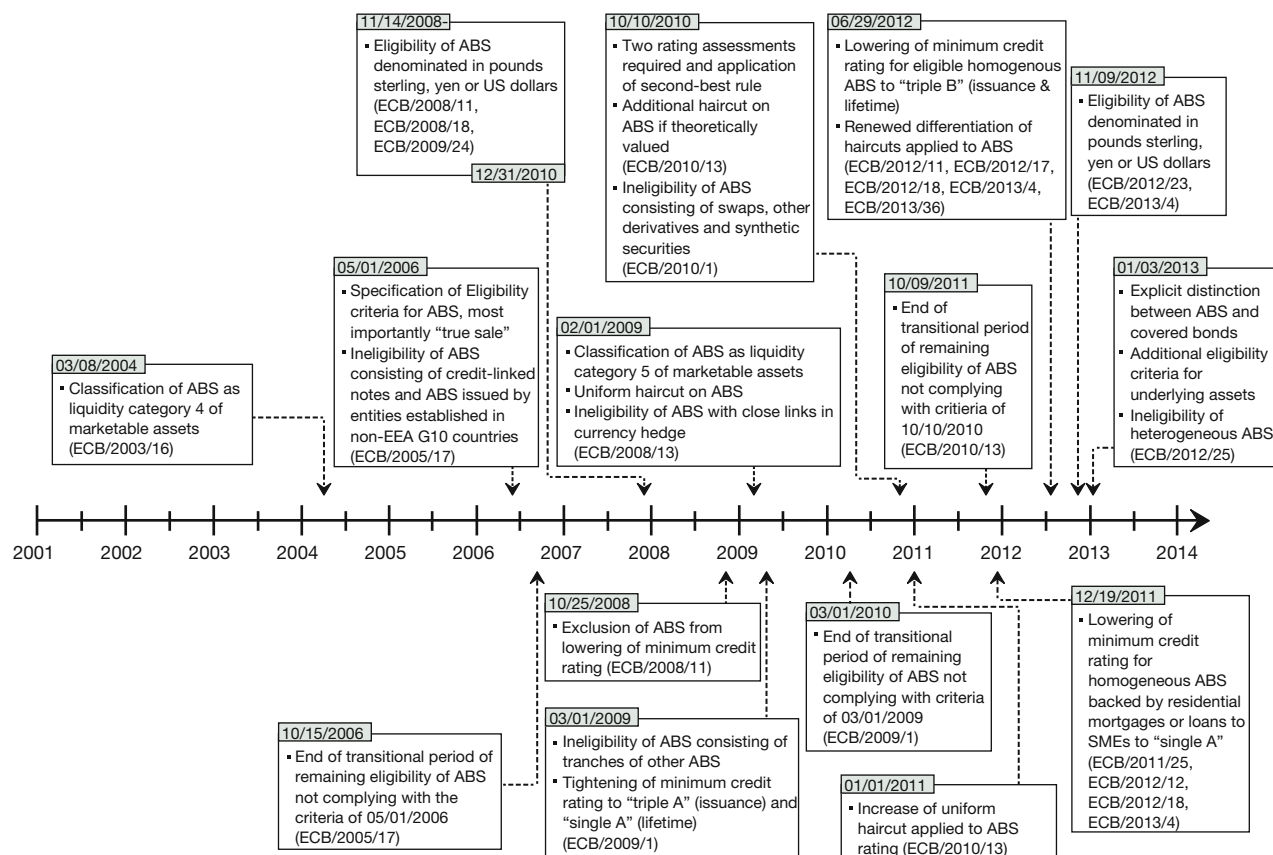 11/14/2008-
▪ Eligibility of ABS
denominated in pounds
sterling, yen or US dollars
(ECB/2008/11,
ECB/2008/18,
ECB/2009/24)
12/31/2010
10/10/2010
▪ Two rating assessments
required and application
of second-best rule
▪ Additional haircut on
ABS if theoretically
valued
(ECB/2010/13)
▪ Ineligibility of ABS
consisting of swaps, other
derivatives and synthetic
securities
(ECB/2010/1)
06/29/2012
▪ Lowering of minimum credit
rating for eligible homogenous
ABS to “triple B” (issuance &
lifetime)
▪ Renewed differentiation of
haircuts applied to ABS
(ECB/2012/11, ECB/2012/17,
ECB/2012/18, ECB/2013/4,
ECB/2013/36)
11/09/2012
▪ Eligibility of ABS
denominated in
pounds sterling,
yen or US dollars
(ECB/2012/23,
ECB/2013/4)
03/08/2004
▪ Classification of ABS as
liquidity category 4 of
marketable assets
(ECB/2003/16)
05/01/2006
▪ Specification of Eligibility
criteria for ABS, most
importantly “true sale”
▪ Ineligibility of ABS
consisting of credit-linked
notes and ABS issued by
entities established in
non-EEA G10 countries
(ECB/2005/17)
02/01/2009
▪ Classification of ABS as liquidity
category 5 of marketable assets
▪ Uniform haircut on ABS
▪ Ineligibility of ABS with close links in
currency hedge
(ECB/2008/13)
10/09/2011
▪ End of
transitional period
of remaining
eligibility of ABS
not complying with
critieria of
10/10/2010
(ECB/2010/13)
01/03/2013
▪ Explicit distinction
between ABS and
covered bonds
▪ Additional eligibility
criteria for
underlying assets
▪ Ineligibility of
heterogeneous ABS
(ECB/2012/25)
2001 2002 2003 2004 2005 2006 2007 2008 2009 2010 2011 2012 2013 2014
10/15/2006
▪ End of transitional period of
remaining eligibility of ABS
not complying with the
criteria of 05/01/2006
(ECB/2005/17)
10/25/2008
▪ Exclusion of ABS from
lowering of minimum credit
rating (ECB/2008/11)
03/01/2009
▪ Ineligibility of ABS consisting of
tranches of other ABS
▪ Tightening of minimum credit
rating to “triple A” (issuance) and
“single A” (lifetime)
(ECB/2009/1)
03/01/2010
▪ End of transitional
period of remaining
eligibility of ABS not
complying with criteria
of 03/01/2009
(ECB/2009/1)
01/01/2011
▪ Increase of uniform
haircut applied to ABS
rating (ECB/2010/13)
12/19/2011
▪ Lowering of
minimum credit
rating for
homogeneous ABS
backed by residential
mortgages or loans to
SMEs to “single A”
(ECB/2011/25,
ECB/2012/12,
ECB/2012/18,
ECB/2013/4)